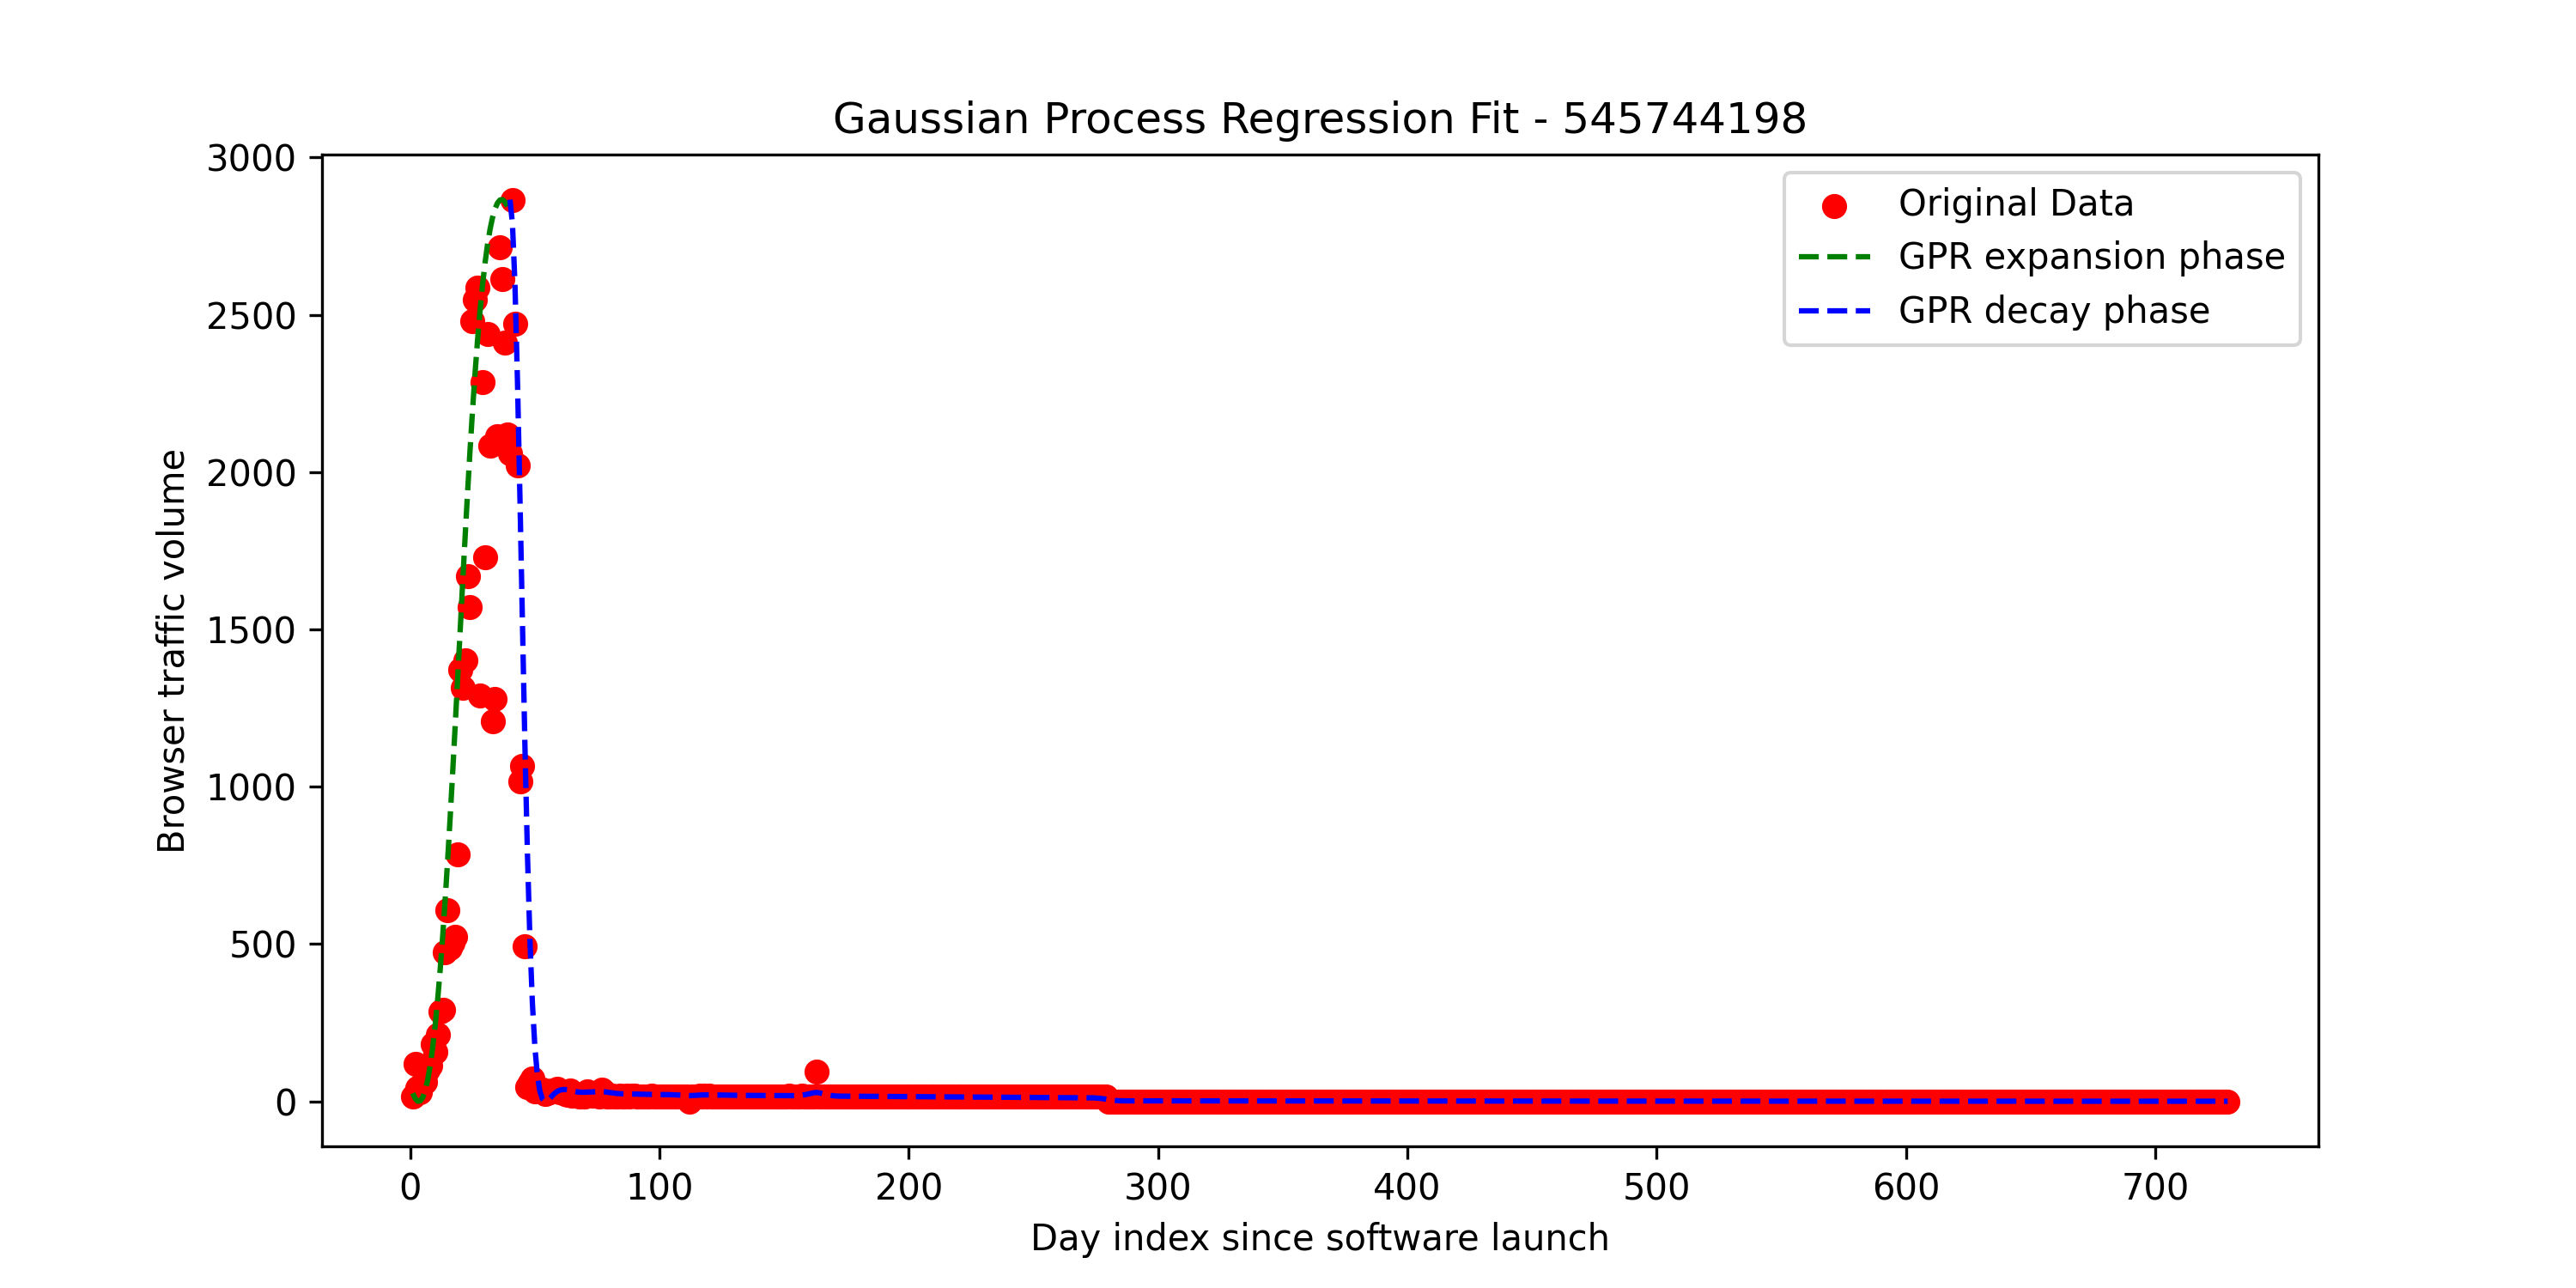 Gaussian Process Regression Fit - 545744198
3000
2500
2000
1500
1000
500
0
Browser traffic volume
Original Data
GPR expansion phase
GPR decay phase
0 100 200 300 400 500 600 700
Day index since software launch